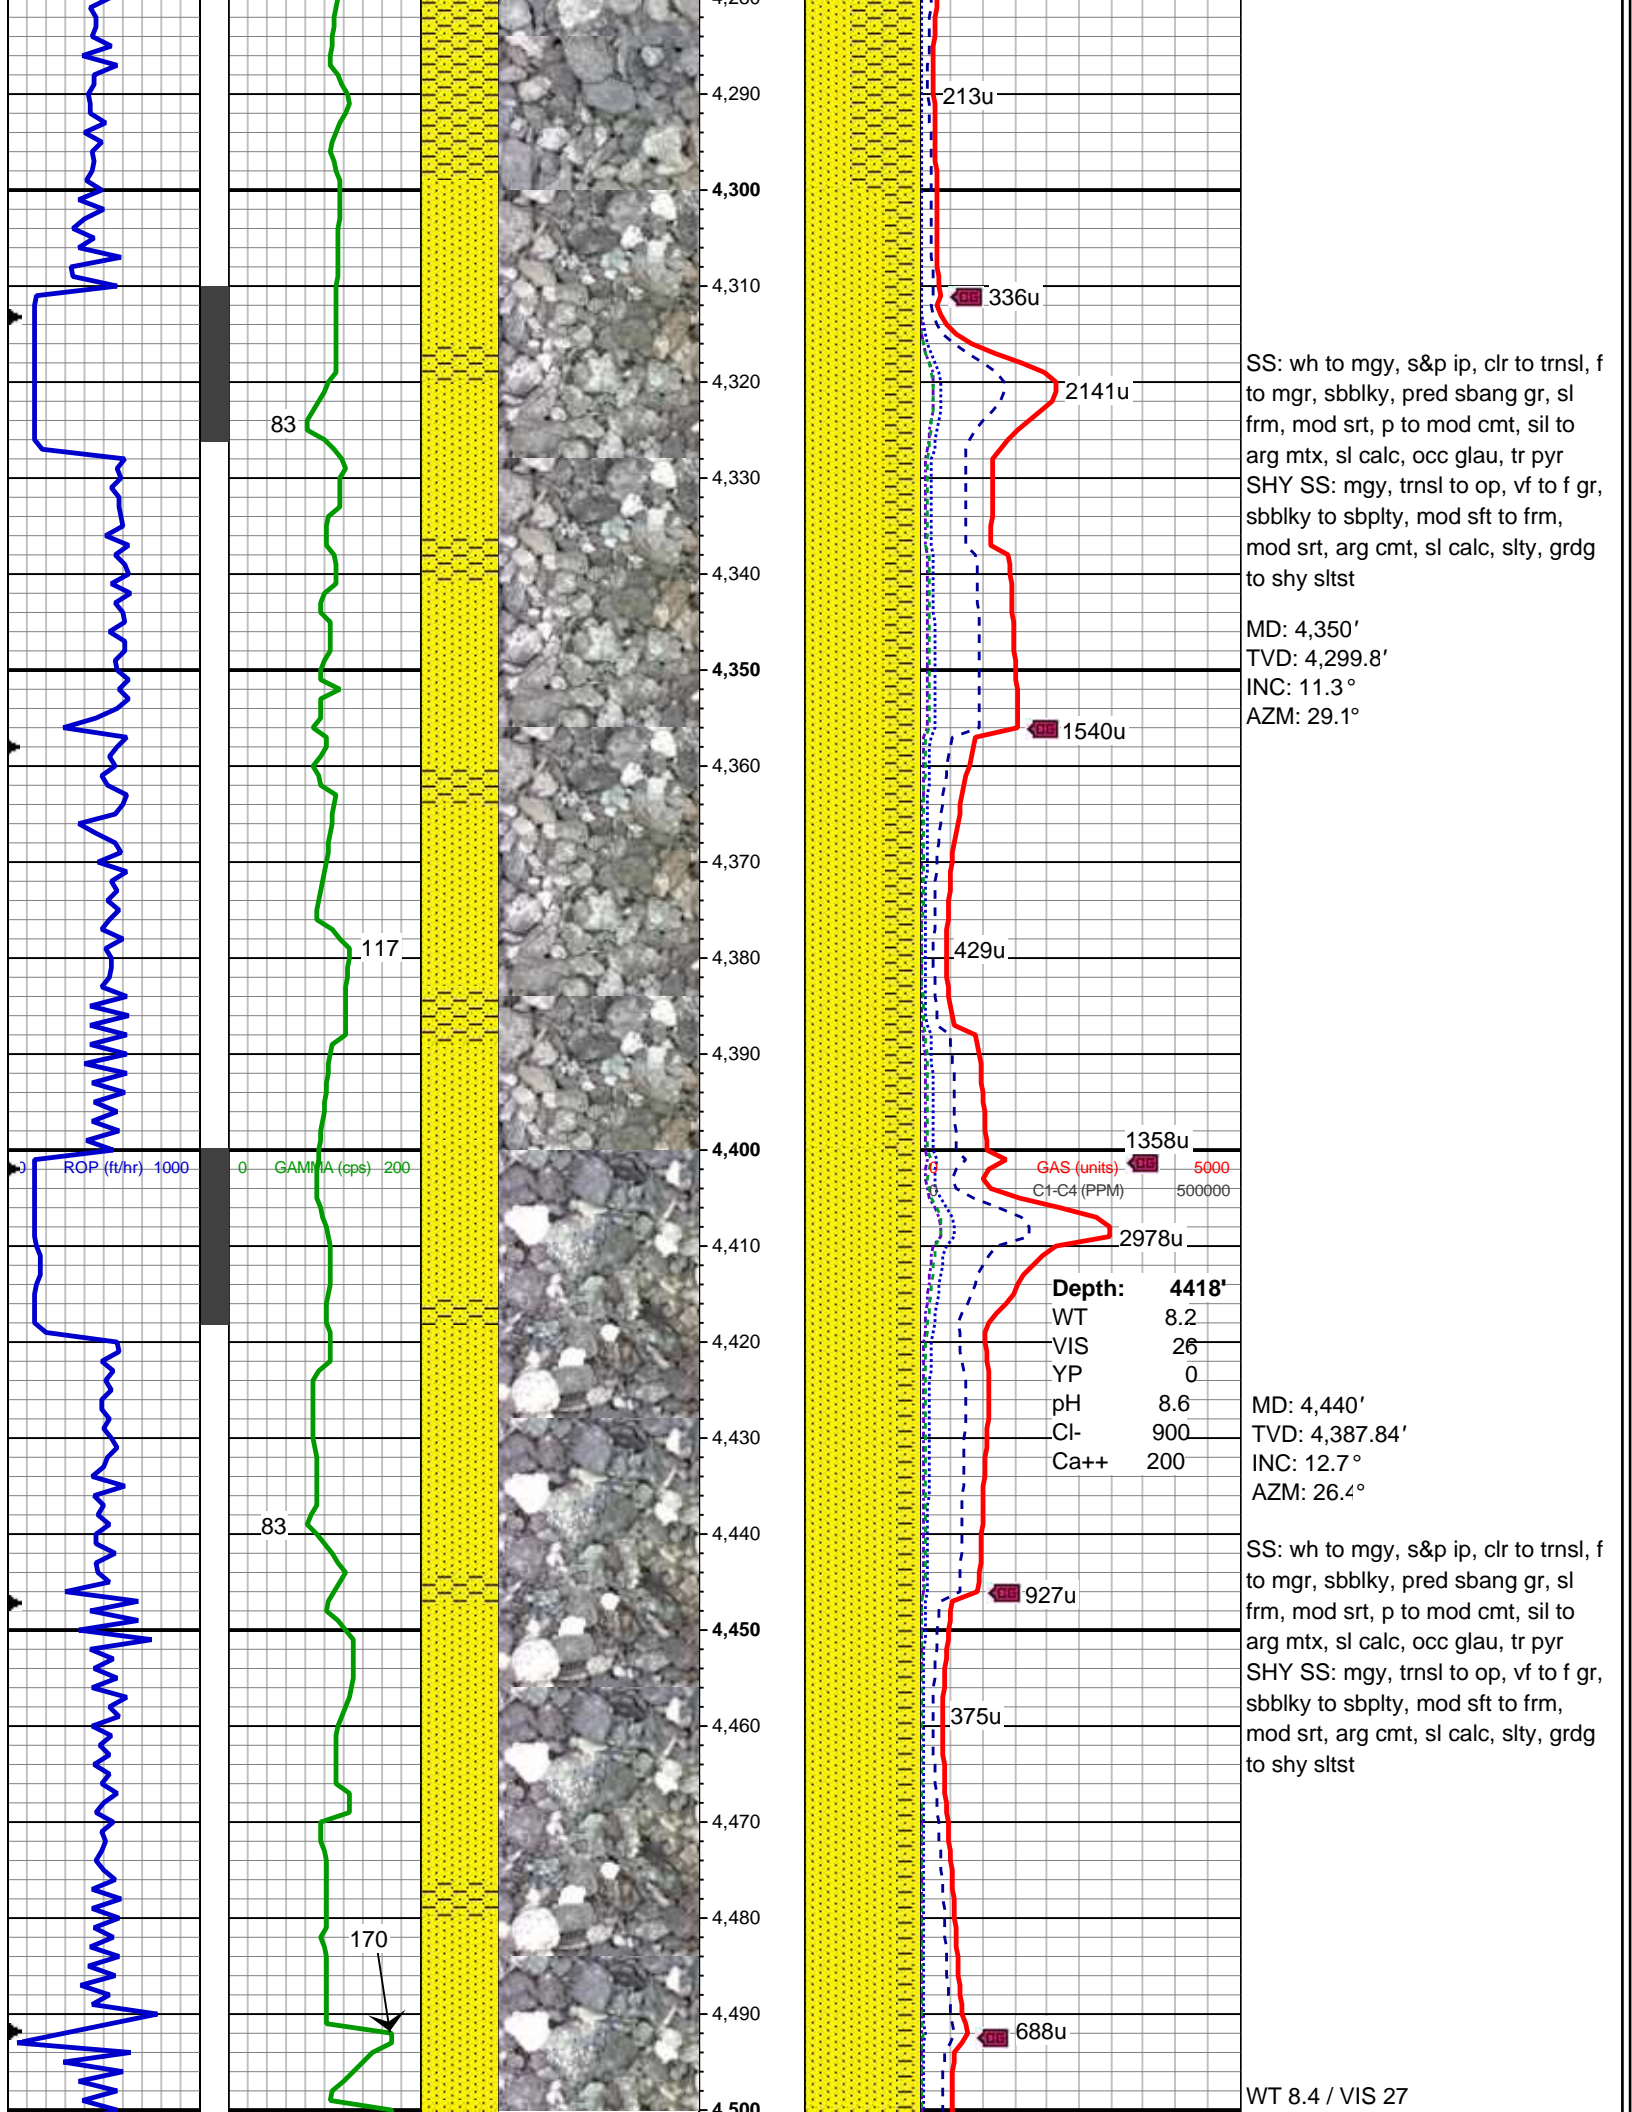 4,290
213u
4,300
4,310
CG 336u
SS: wh to mgy, s&p ip, clr to trnsl, f
to mgr, sbblky, pred sbang gr, sl
frm, mod srt, p to mod cmt, sil to
arg mtx, sl calc, occ glau, tr pyr
SHY SS: mgy, trnsl to op, vf to f gr,
sbblky to sbplty, mod sft to frm,
mod srt, arg cmt, sl calc, slty, grdg
to shy sltst
4,320
2141u
83
4,330
4,340
MD: 4,350′
TVD: 4,299.8′
INC: 11.3°
AZM: 29.1°
4,350
CG 1540u
4,360
4,370
117
429u
4,380
4,390
1358u
4,400
CG
0 ROP (ft/hr) 1000
0 GAMMA (cps) 200
0 GAS (units) 5000
0 C1-C4 (PPM) 500000
4,410
2978u
Depth: 4418'
WT 8.2
VIS 26
YP 0
pH 8.6
Cl- 900
Ca++ 200
4,420
4,430
MD: 4,440′
TVD: 4,387.84′
INC: 12.7°
AZM: 26.4°
83
4,440
SS: wh to mgy, s&p ip, clr to trnsl, f
to mgr, sbblky, pred sbang gr, sl
frm, mod srt, p to mod cmt, sil to
arg mtx, sl calc, occ glau, tr pyr
SHY SS: mgy, trnsl to op, vf to f gr,
sbblky to sbplty, mod sft to frm,
mod srt, arg cmt, sl calc, slty, grdg
to shy sltst
CG 927u
4,450
375u
4,460
4,470
4,480
170
4,490
CG 688u
WT 8.4 / VIS 27
4,500